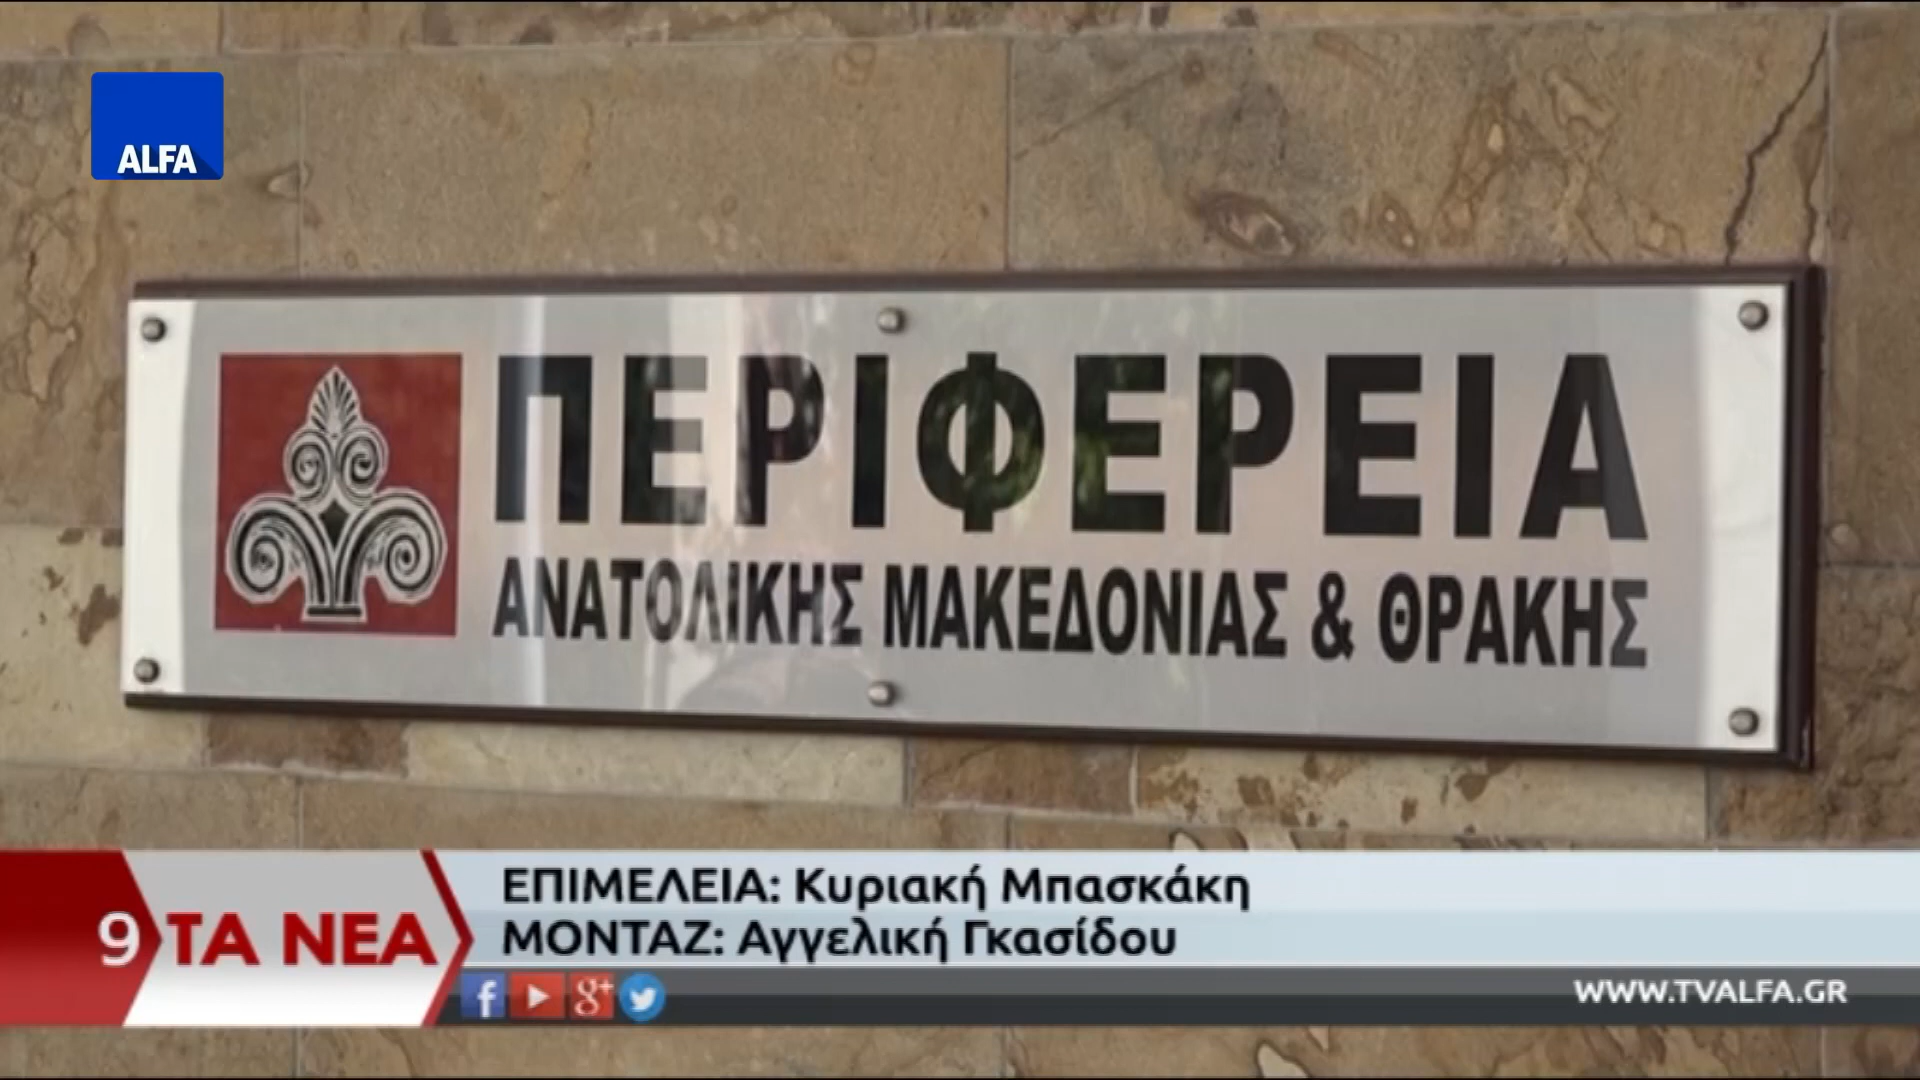 ALFA
ΠΕΡΙΦΕΡΕΙΑ
ΑΝΑΤΟΛΙΚΗΣ ΜΑΚΕΔΟΝΙΑΣ & ΘΡΑΚΗΣ
ΕΠΙΜΕΛΕΙΑ: Κυριακή Μπασκάκη
ΜΟΝΤΑΖ: Αγγελική Γκασίδου
9 ΤΑ ΝΕΑ
f g+
WWW.TVALFA.GR